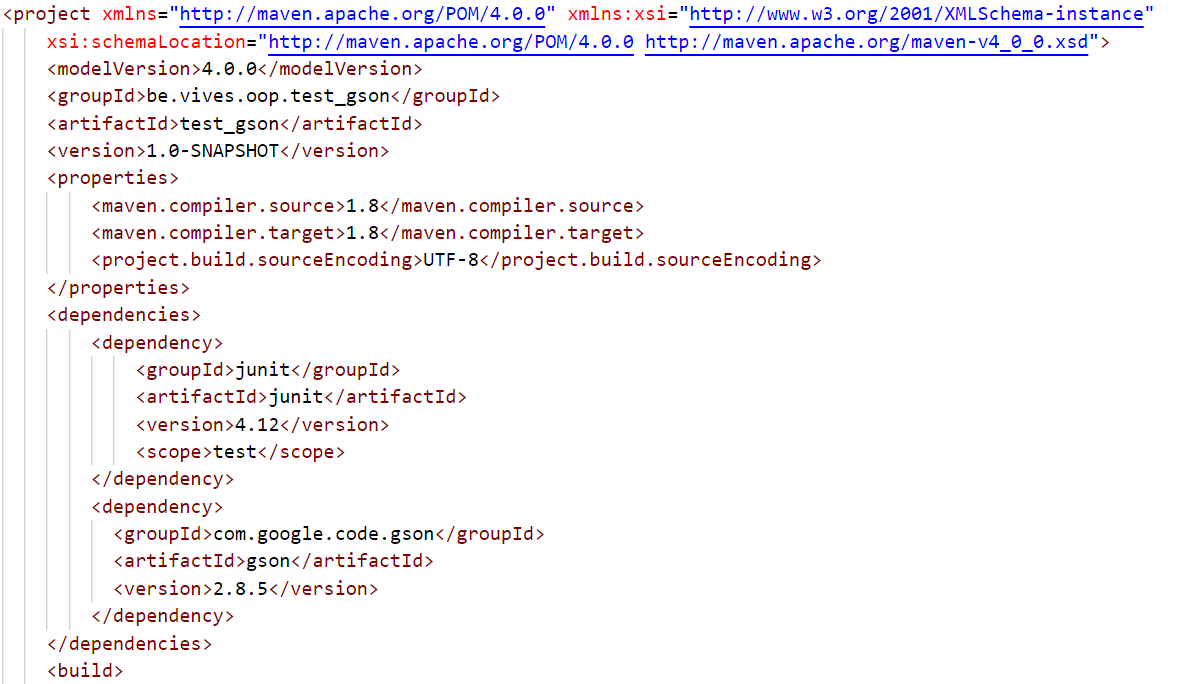 <project xmlns="http://maven.apache.org/POM/4.0.0" xmlns:xsi="http://www.w3.org/2001/XMLSchema-instance"
    xsi:schemaLocation="http://maven.apache.org/POM/4.0.0 http://maven.apache.org/maven-v4_0_0.xsd">
    <modelVersion>4.0.0</modelVersion>
    <groupId>be.vives.oop.test_gson</groupId>
    <artifactId>test_gson</artifactId>
    <version>1.0-SNAPSHOT</version>
    <properties>
        <maven.compiler.source>1.8</maven.compiler.source>
        <maven.compiler.target>1.8</maven.compiler.target>
        <project.build.sourceEncoding>UTF-8</project.build.sourceEncoding>
    </properties>
    <dependencies>
        <dependency>
            <groupId>junit</groupId>
            <artifactId>junit</artifactId>
            <version>4.12</version>
            <scope>test</scope>
        </dependency>
        <dependency>
          <groupId>com.google.code.gson</groupId>
          <artifactId>gson</artifactId>
          <version>2.8.5</version>
        </dependency>
    </dependencies>
    <build>